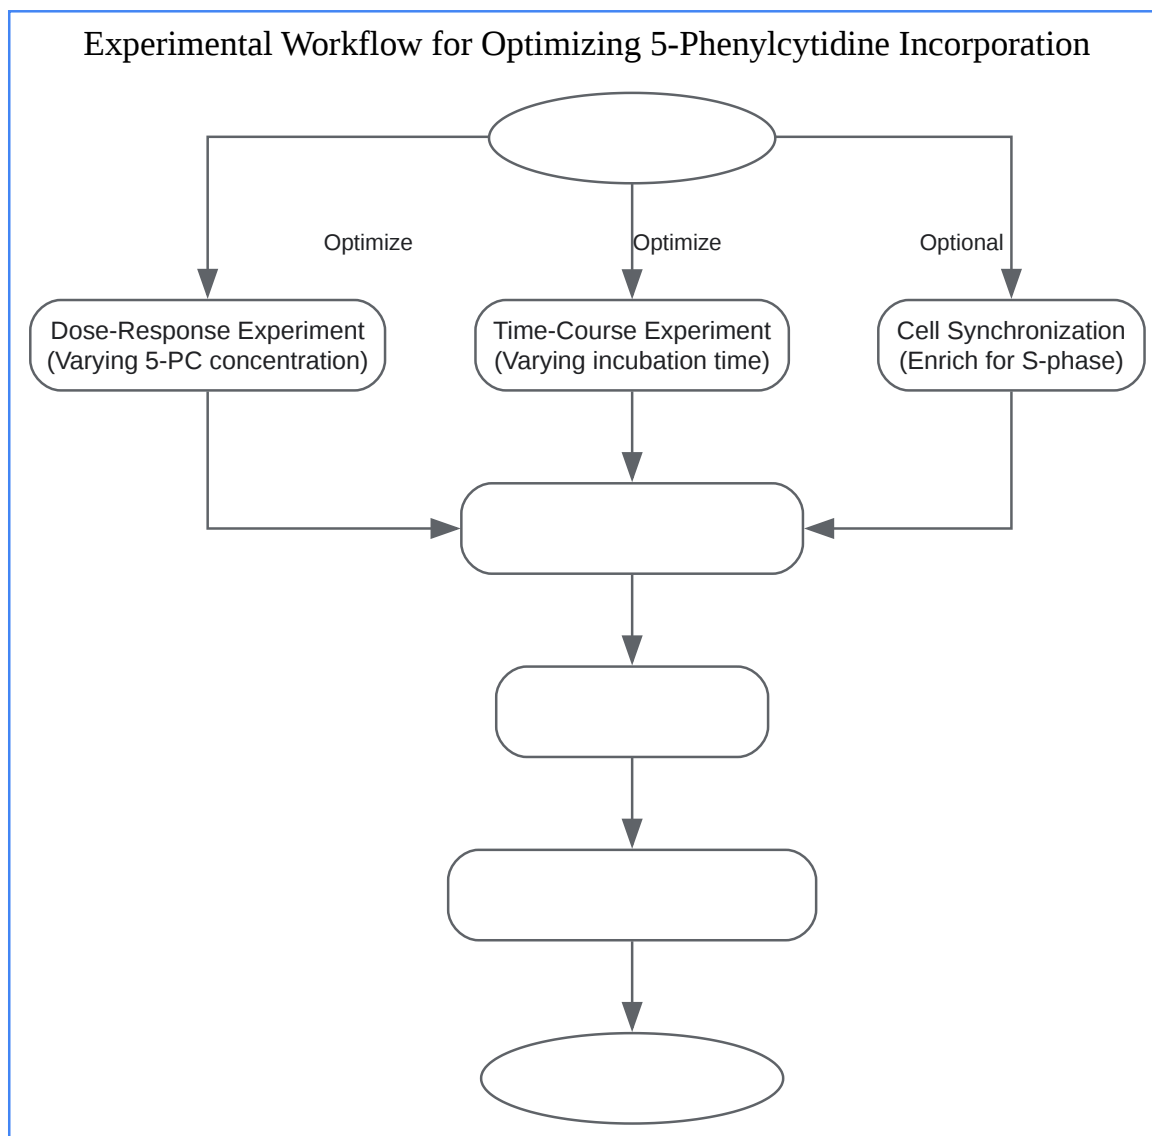 Experimental Workflow for Optimizing 5-Phenylcytidine Incorporation
Optimize
Optimize
Optional
Dose-Response Experiment
(Varying 5-PC concentration)
Time-Course Experiment
(Varying incubation time)
Cell Synchronization
(Enrich for S-phase)